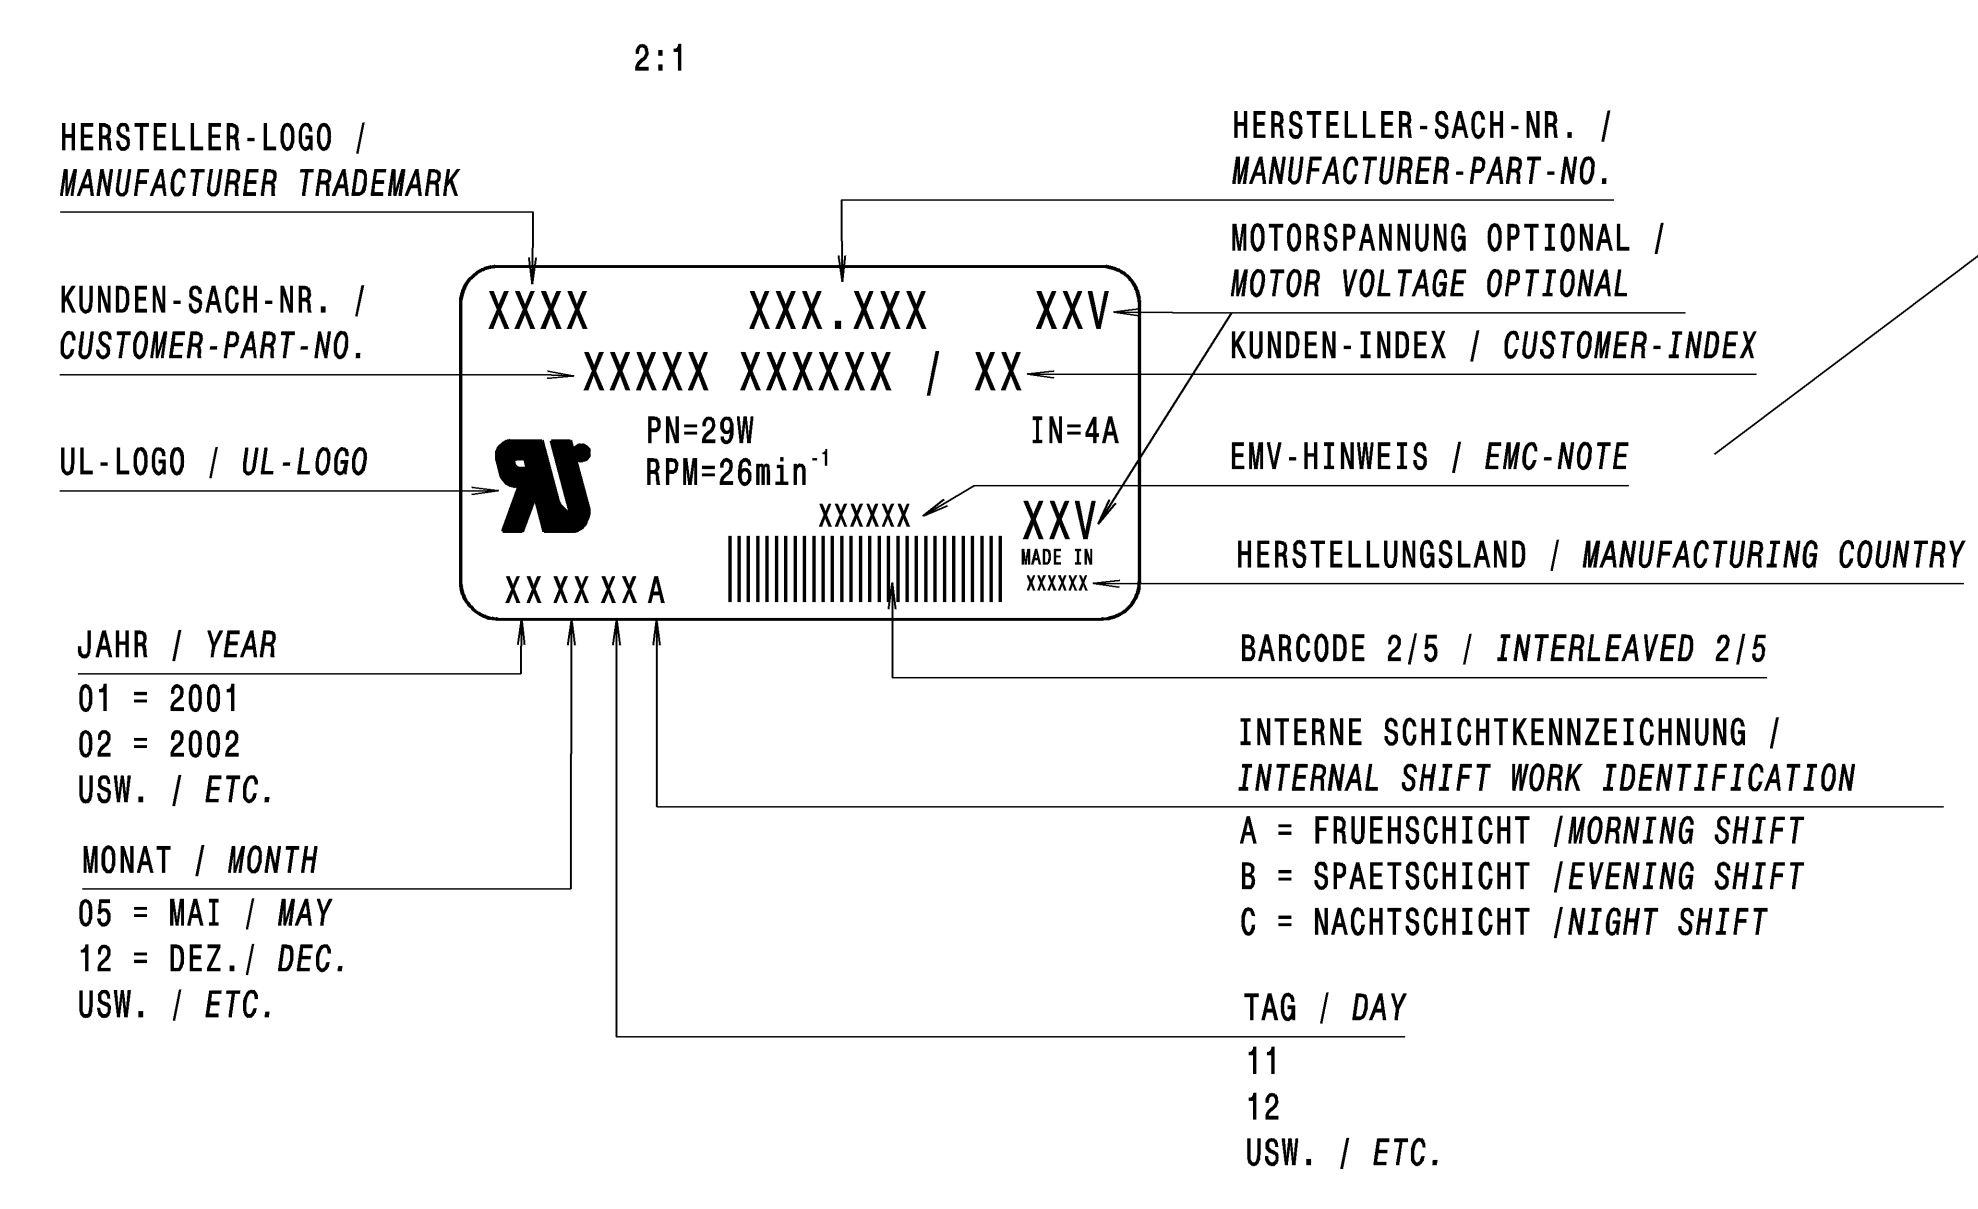 2:1
HERSTELLER-LOGO /
MANUFACTURER TRADEMARK
HERSTELLER-SACH-NR. /
MANUFACTURER-PART-NO.
MOTORSPANNUNG OPTIONAL /
MOTOR VOLTAGE OPTIONAL
KUNDEN-SACH-NR. /
CUSTOMER-PART-NO.
KUNDEN-INDEX / CUSTOMER-INDEX
UL-LOGO / UL-LOGO
EMV-HINWEIS / EMC-NOTE
HERSTELLUNGSLAND / MANUFACTURING COUNTRY
BARCODE 2/5 / INTERLEAVED 2/5
XXXX XXX.XXX XXV
XXXXX XXXXXX / XX
PN=29W IN=4A
RPM=26min⁻¹
XXXXXX XXV
MADE IN
XXXXXX
XX XX XX A
JAHR / YEAR
01 = 2001
02 = 2002
USW. / ETC.
MONAT / MONTH
05 = MAI / MAY
12 = DEZ./ DEC.
USW. / ETC.
INTERNE SCHICHTKENNZEICHNUNG /
INTERNAL SHIFT WORK IDENTIFICATION
A = FRUEHSCHICHT /MORNING SHIFT
B = SPAETSCHICHT /EVENING SHIFT
C = NACHTSCHICHT /NIGHT SHIFT
TAG / DAY
11
12
USW. / ETC.